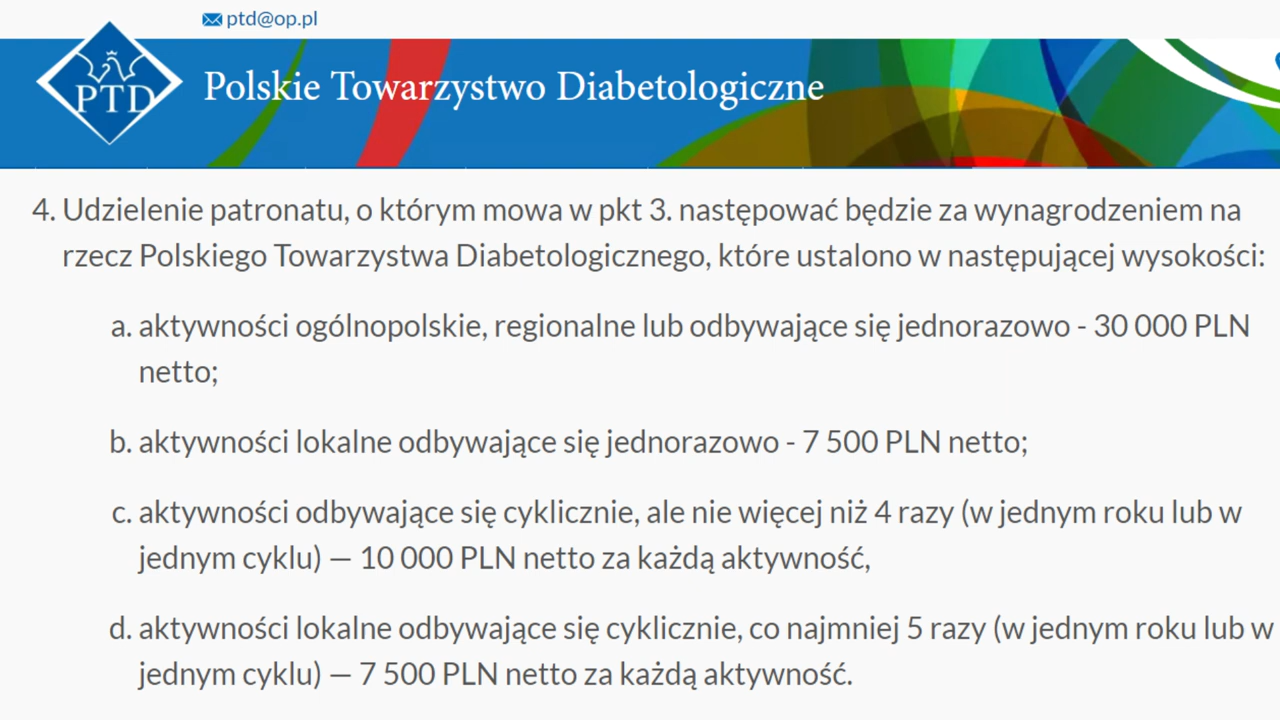 ptd@op.pl
PTD
Polskie Towarzystwo Diabetologiczne
4. Udzielenie patronatu, o którym mowa w pkt 3. następować będzie za wynagrodzeniem na
rzecz Polskiego Towarzystwa Diabetologicznego, które ustalono w następującej wysokości:
a. aktywności ogólnopolskie, regionalne lub odbywające się jednorazowo - 30 000 PLN
netto;
b. aktywności lokalne odbywające się jednorazowo - 7 500 PLN netto;
c. aktywności odbywające się cyklicznie, ale nie więcej niż 4 razy (w jednym roku lub w
jednym cyklu) — 10 000 PLN netto za każdą aktywność,
d. aktywności lokalne odbywające się cyklicznie, co najmniej 5 razy (w jednym roku lub w
jednym cyklu) — 7 500 PLN netto za każdą aktywność.